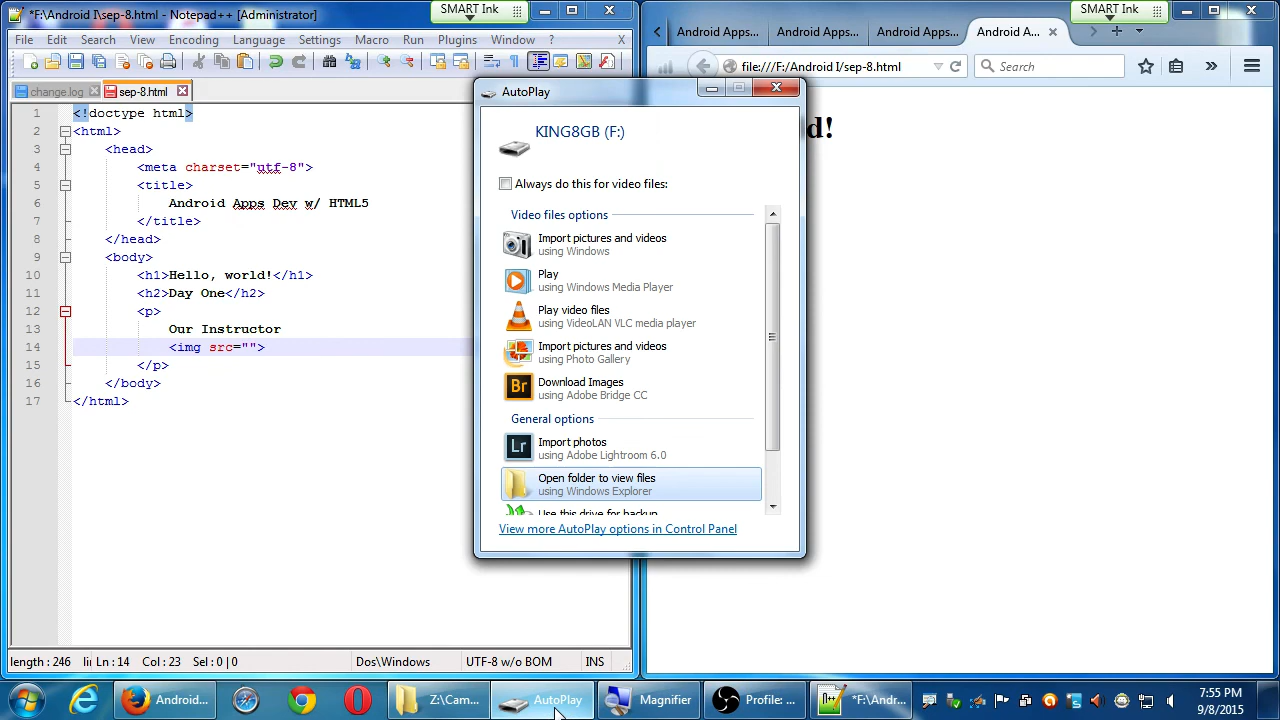 *F:\Android I\sep-8.html - Notepad++ [Administrator]
SMART Ink
File Edit Search View Encoding Language Settings Macro Run Plugins Window ? X
change.log sep-8.html
1 <!doctype html>
2 <html>
3 <head>
4 <meta charset="utf-8">
5 <title>
6 Android Apps Dev w/ HTML5
7 </title>
8 </head>
9 <body>
10 <h1>Hello, world!</h1>
11 <h2>Day One</h2>
12 <p>
13 Our Instructor
14 <img src="">
15 </p>
16 </body>
17 </html>
length : 246 li Ln : 14 Col : 23 Sel : 0 | 0 Dos\Windows UTF-8 w/o BOM INS
AutoPlay
KING8GB (F:)
Always do this for video files:
Video files options
Import pictures and videos
using Windows
Play
using Windows Media Player
Play video files
using VideoLAN VLC media player
Import pictures and videos
using Photo Gallery
Br Download Images
using Adobe Bridge CC
General options
Lr Import photos
using Adobe Lightroom 6.0
Open folder to view files
using Windows Explorer
Use this drive for backup
View more AutoPlay options in Control Panel
SMART Ink
Android Apps... Android Apps... Android Apps... Android A...
file:///F:/Android I/sep-8.html Search
d!
Android... Z:\Cam... AutoPlay Magnifier Profile: ... *F:\Andr...
7:55 PM
9/8/2015